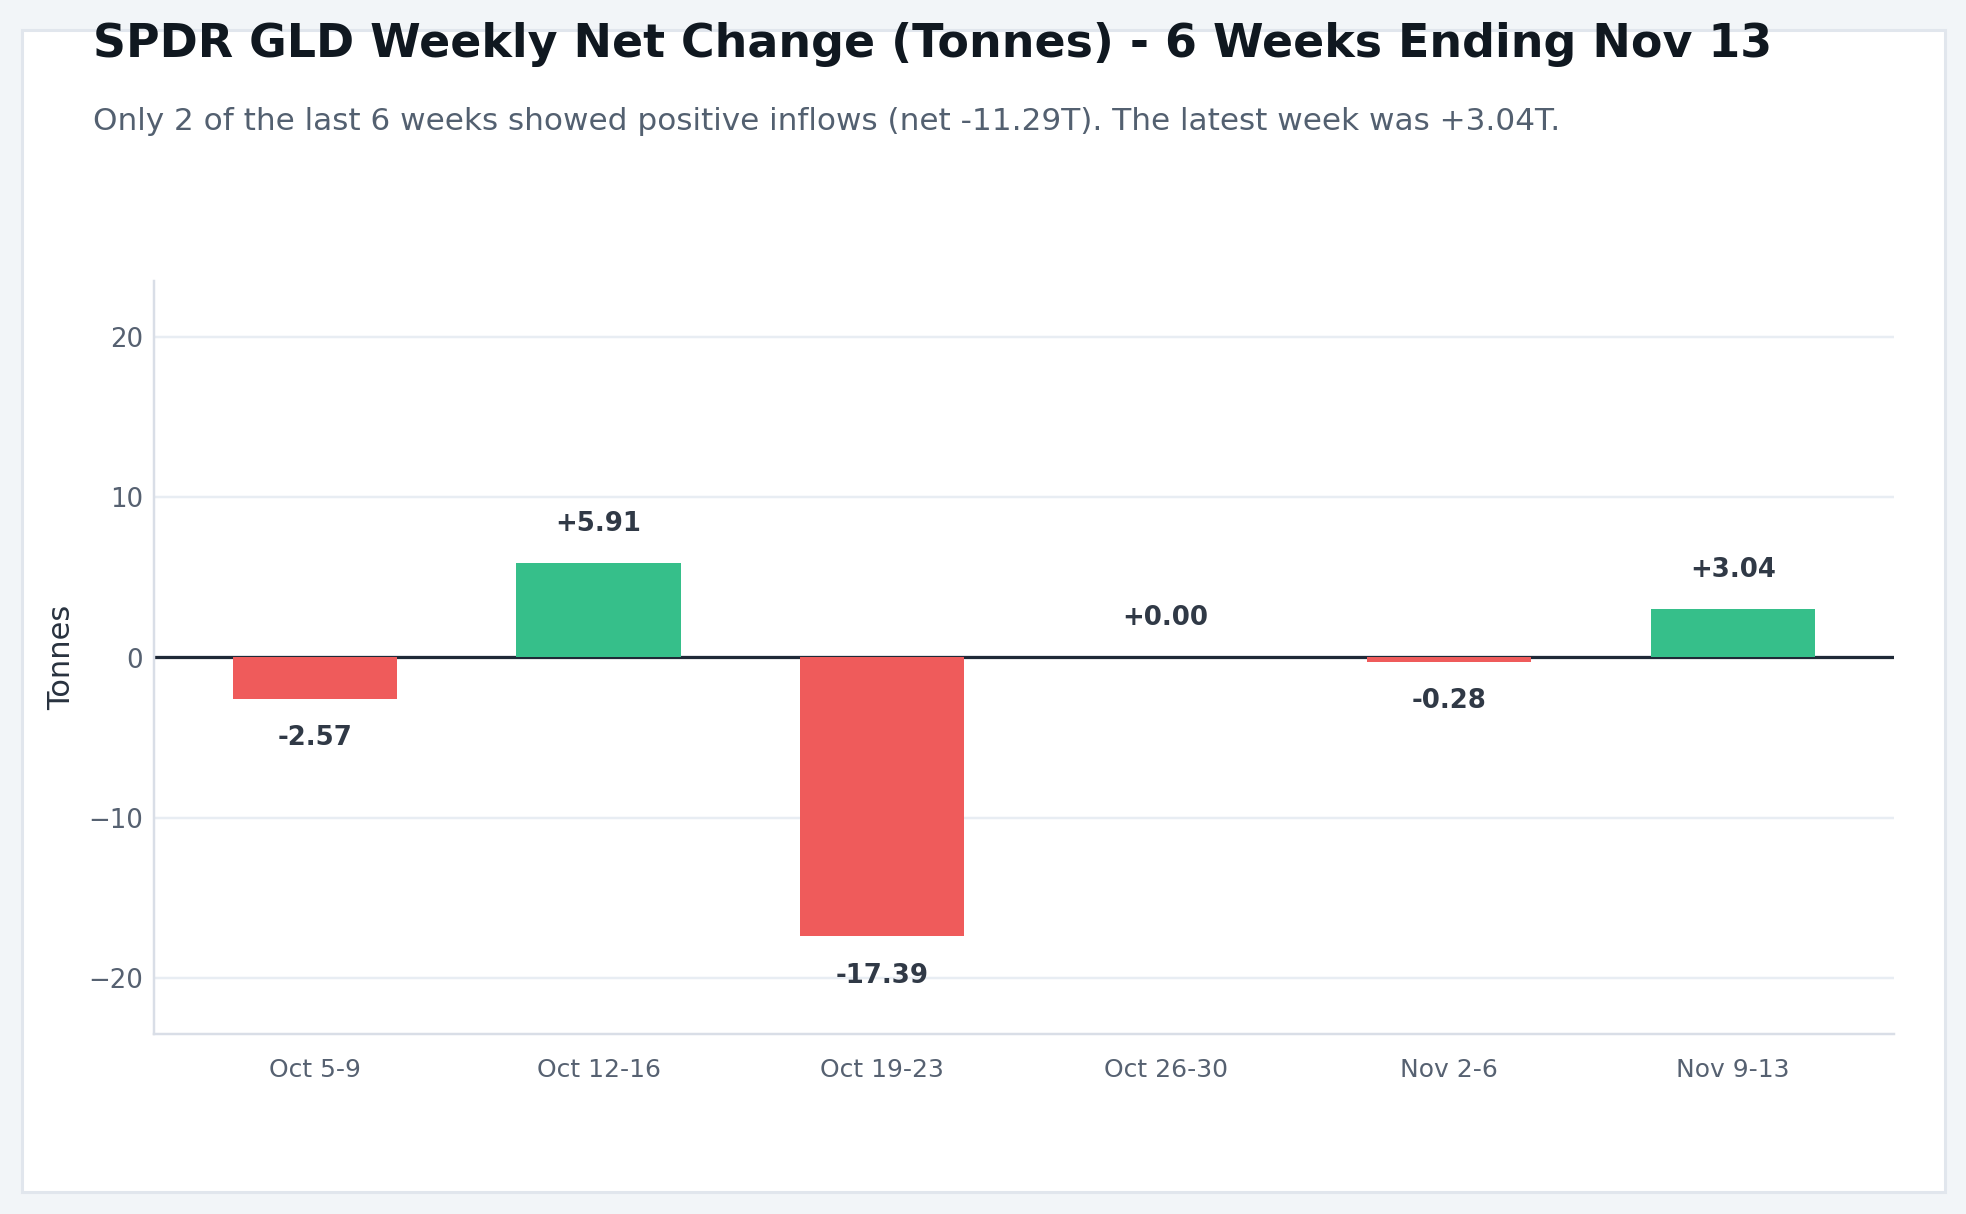 SPDR GLD Weekly Net Change (Tonnes) - 6 Weeks Ending Nov 13
Only 2 of the last 6 weeks showed positive inflows (net -11.29T). The latest week was +3.04T.
Tonnes
20
10
0
−10
−20
-2.57
+5.91
-17.39
+0.00
-0.28
+3.04
Oct 5-9
Oct 12-16
Oct 19-23
Oct 26-30
Nov 2-6
Nov 9-13